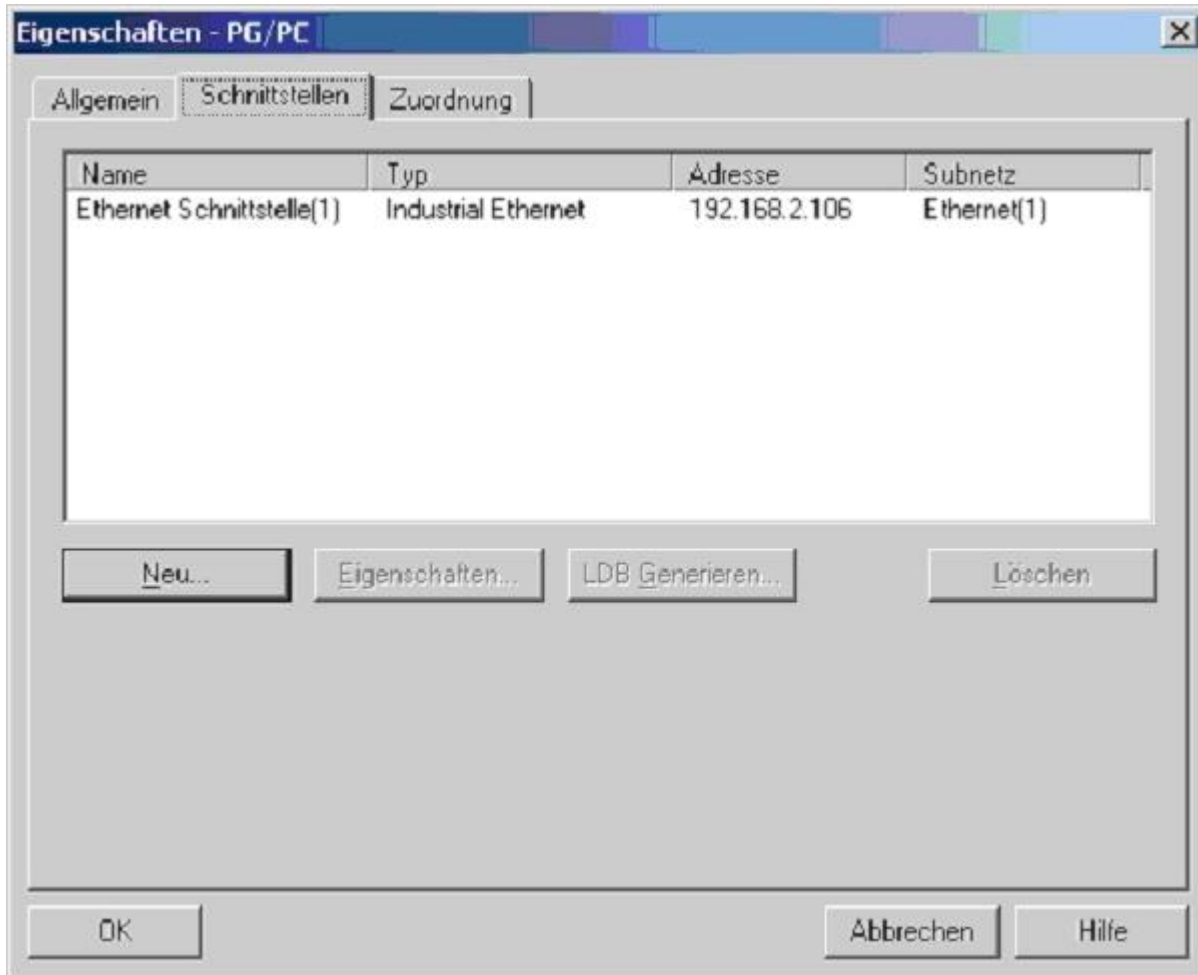 Eigenschaften - PG/PC
Allgemein Schnittstellen Zuordnung
Name Typ Adresse Subnetz
Ethernet Schnittstelle(1) Industrial Ethernet 192.168.2.106 Ethernet(1)
Neu... Eigenschaften... LDB Generieren... Löschen
OK Abbrechen Hilfe